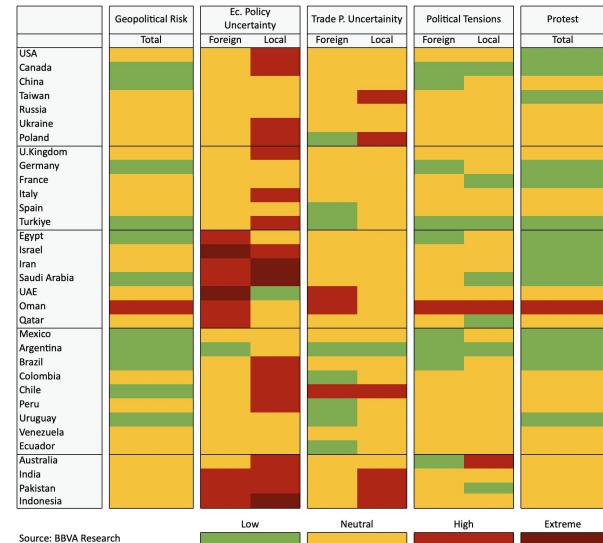 Geopolitical Risk Ec. Policy Uncertainty Trade P. Uncertainity Political Tensions Protest
Total Foreign Local Foreign Local Foreign Local Total
USA
Canada
China
Taiwan
Russia
Ukraine
Poland
U.Kingdom
Germany
France
Italy
Spain
Turkiye
Egypt
Israel
Iran
Saudi Arabia
UAE
Oman
Qatar
Mexico
Argentina
Brazil
Colombia
Chile
Peru
Uruguay
Venezuela
Ecuador
Australia
India
Pakistan
Indonesia
Low Neutral High Extreme
Source: BBVA Research